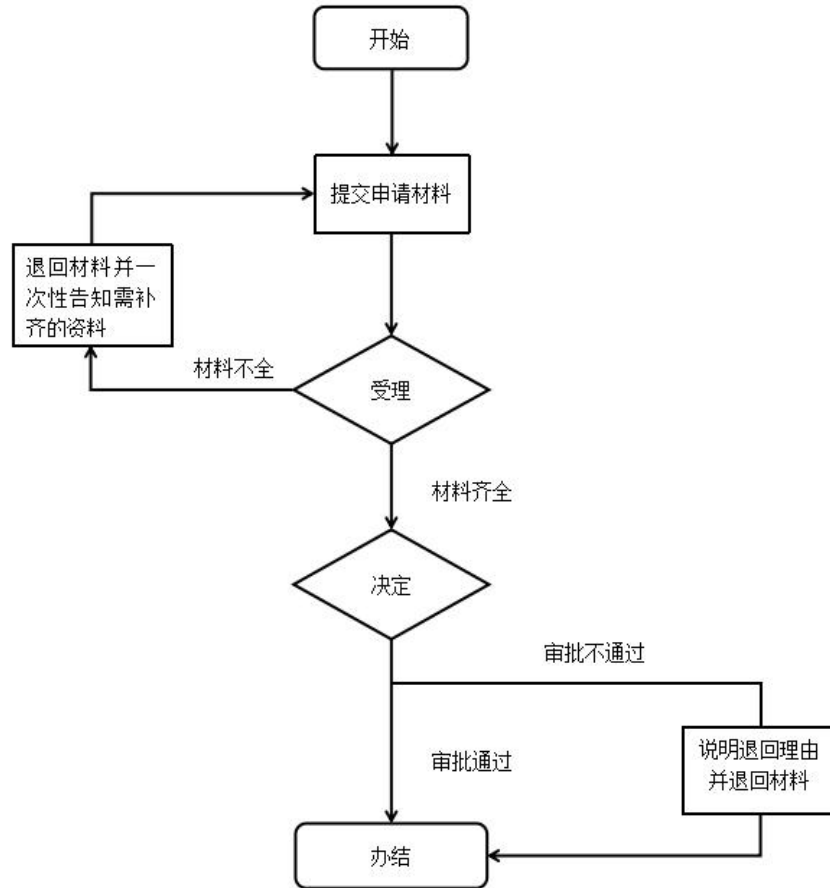 开始
提交申请材料
退回材料并一
次性告知需补
齐的资料
材料不全
受理
材料齐全
决定
审批不通过
审批通过
说明退回理由
并退回材料
办结